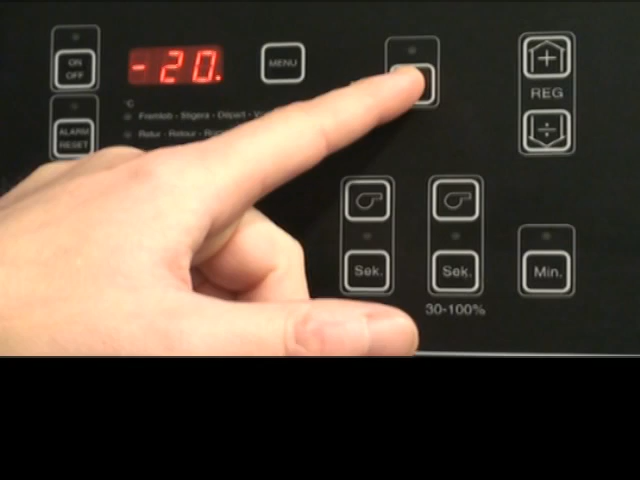 ON
OFF
-20.
MENU
REG
°C
Fremløb - Stigera - Départ -
ALARM
RESET
Retur - Retour -
Sek.
Sek.
Min.
30-100%